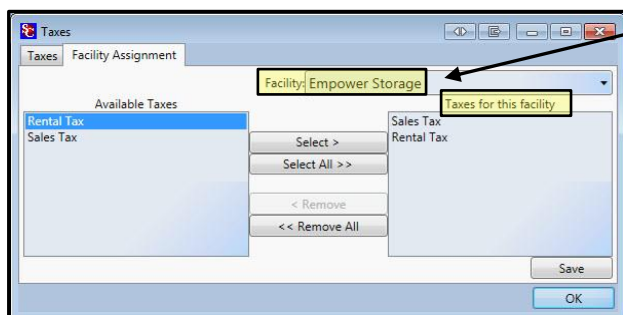 Taxes
Taxes Facility Assignment
Facility: Empower Storage
Available Taxes
Taxes for this facility
Rental Tax
Sales Tax
Select >
Select All >>
< Remove
<< Remove All
Sales Tax
Rental Tax
Save
OK